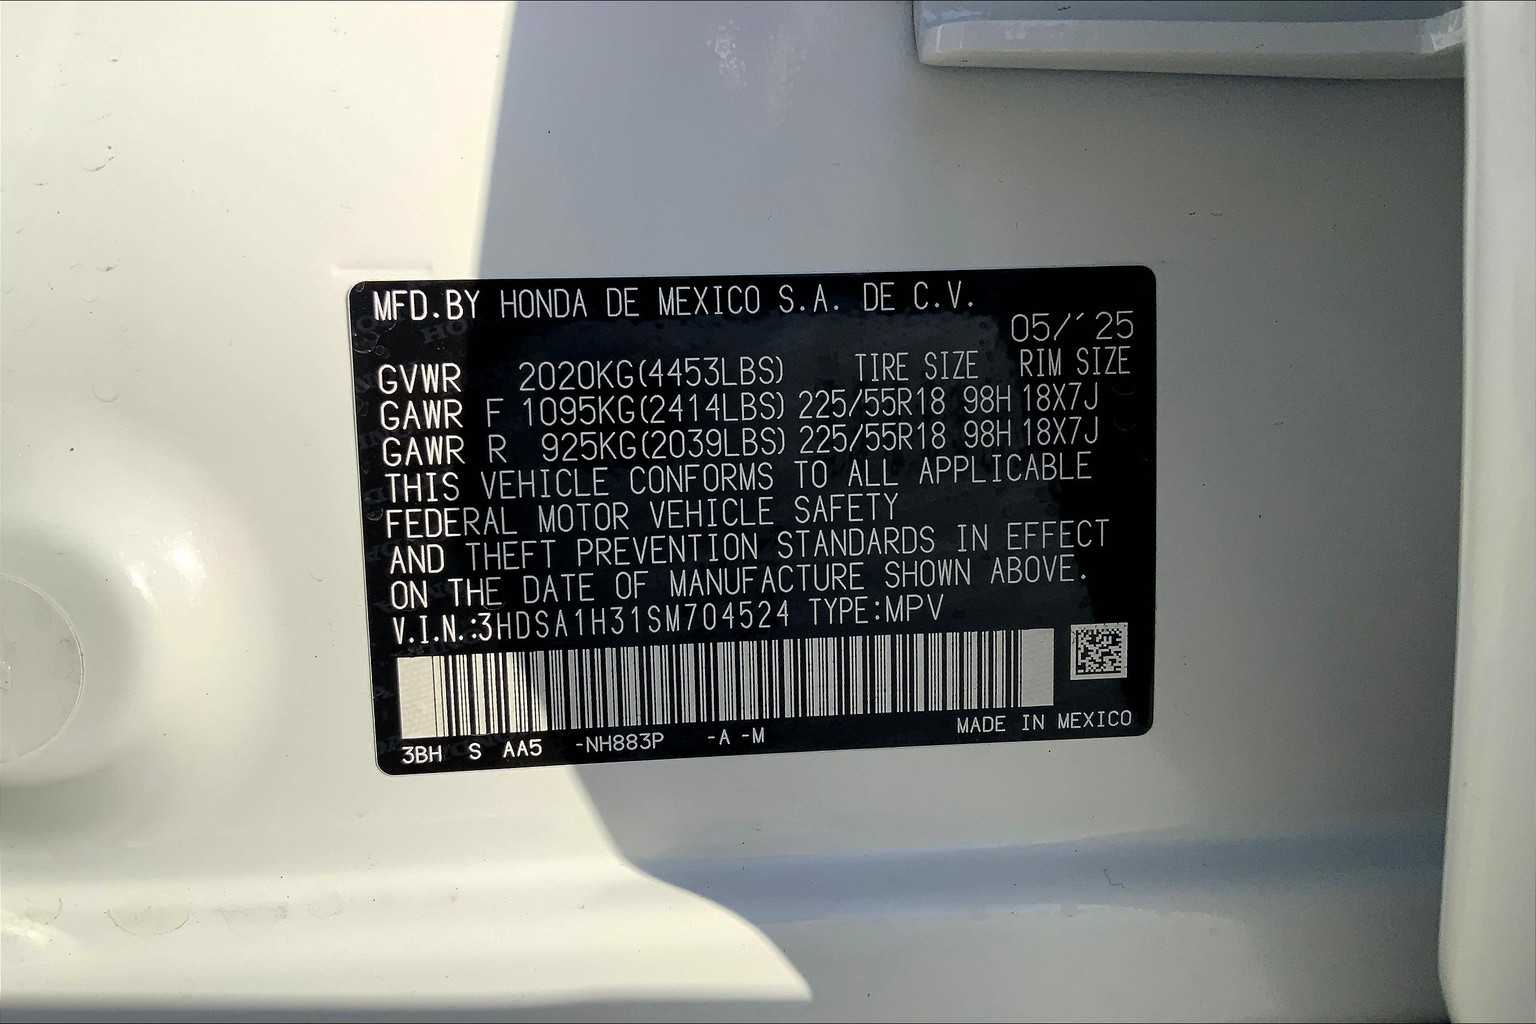 MFD.BY HONDA DE MEXICO S.A. DE C.V.
05/´25
GVWR 2020KG(4453LBS) TIRE SIZE RIM SIZE
GAWR F 1095KG(2414LBS) 225/55R18 98H 18X7J
GAWR R 925KG(2039LBS) 225/55R18 98H 18X7J
THIS VEHICLE CONFORMS TO ALL APPLICABLE
FEDERAL MOTOR VEHICLE SAFETY
AND THEFT PREVENTION STANDARDS IN EFFECT
ON THE DATE OF MANUFACTURE SHOWN ABOVE.
V.I.N.:3HDSA1H31SM704524 TYPE:MPV
3BH S AA5 -NH883P -A -M MADE IN MEXICO